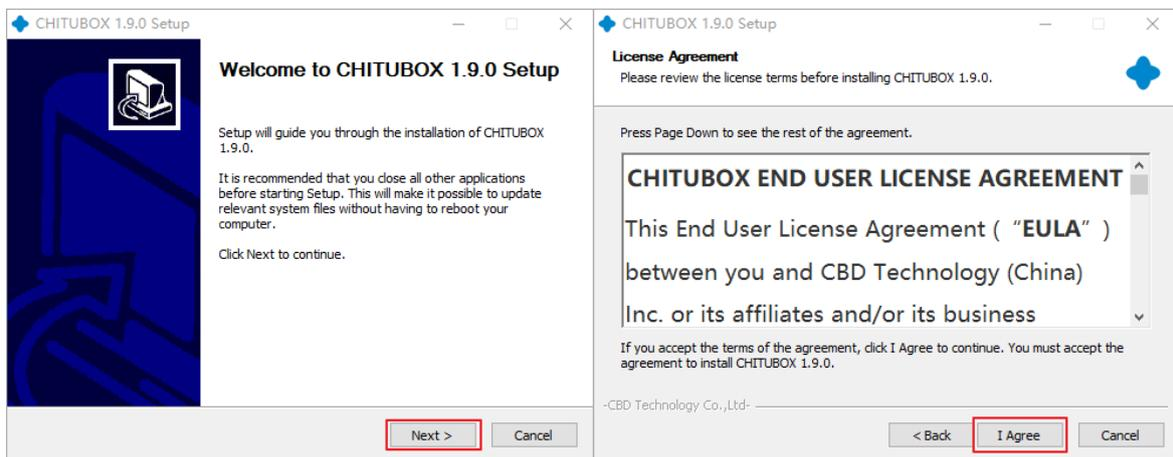 CHITUBOX 1.9.0 Setup
Welcome to CHITUBOX 1.9.0 Setup
Setup will guide you through the installation of CHITUBOX
1.9.0.
It is recommended that you close all other applications
before starting Setup. This will make it possible to update
relevant system files without having to reboot your
computer.
Click Next to continue.
Next >
Cancel
CHITUBOX 1.9.0 Setup
License Agreement
Please review the license terms before installing CHITUBOX 1.9.0.
Press Page Down to see the rest of the agreement.
CHITUBOX END USER LICENSE AGREEMENT
This End User License Agreement ( “EULA” )
between you and CBD Technology (China)
Inc. or its affiliates and/or its business
If you accept the terms of the agreement, click I Agree to continue. You must accept the
agreement to install CHITUBOX 1.9.0.
-CBD Technology Co.,Ltd-
< Back
I Agree
Cancel